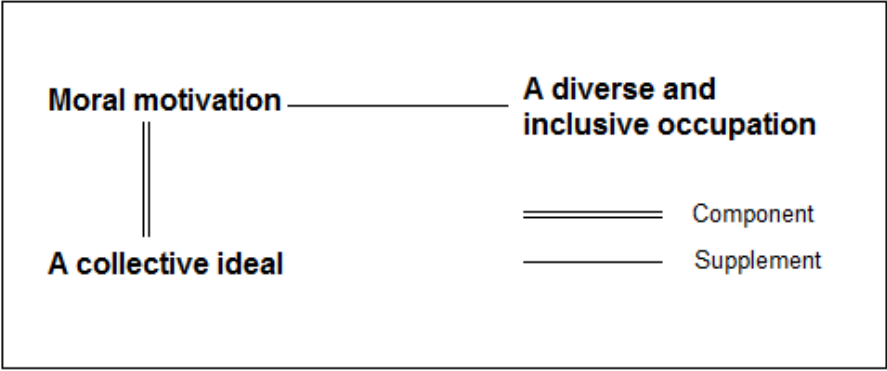 Moral motivation
A diverse and
inclusive occupation
Component
A collective ideal
Supplement